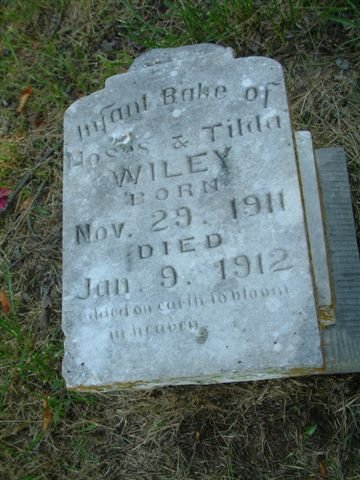 Infant Babe of
Moses & Tilda
WILEY
BORN
Nov. 29. 1911
DIED
Jan. 9. 1912
on earth to bloom
in heaven